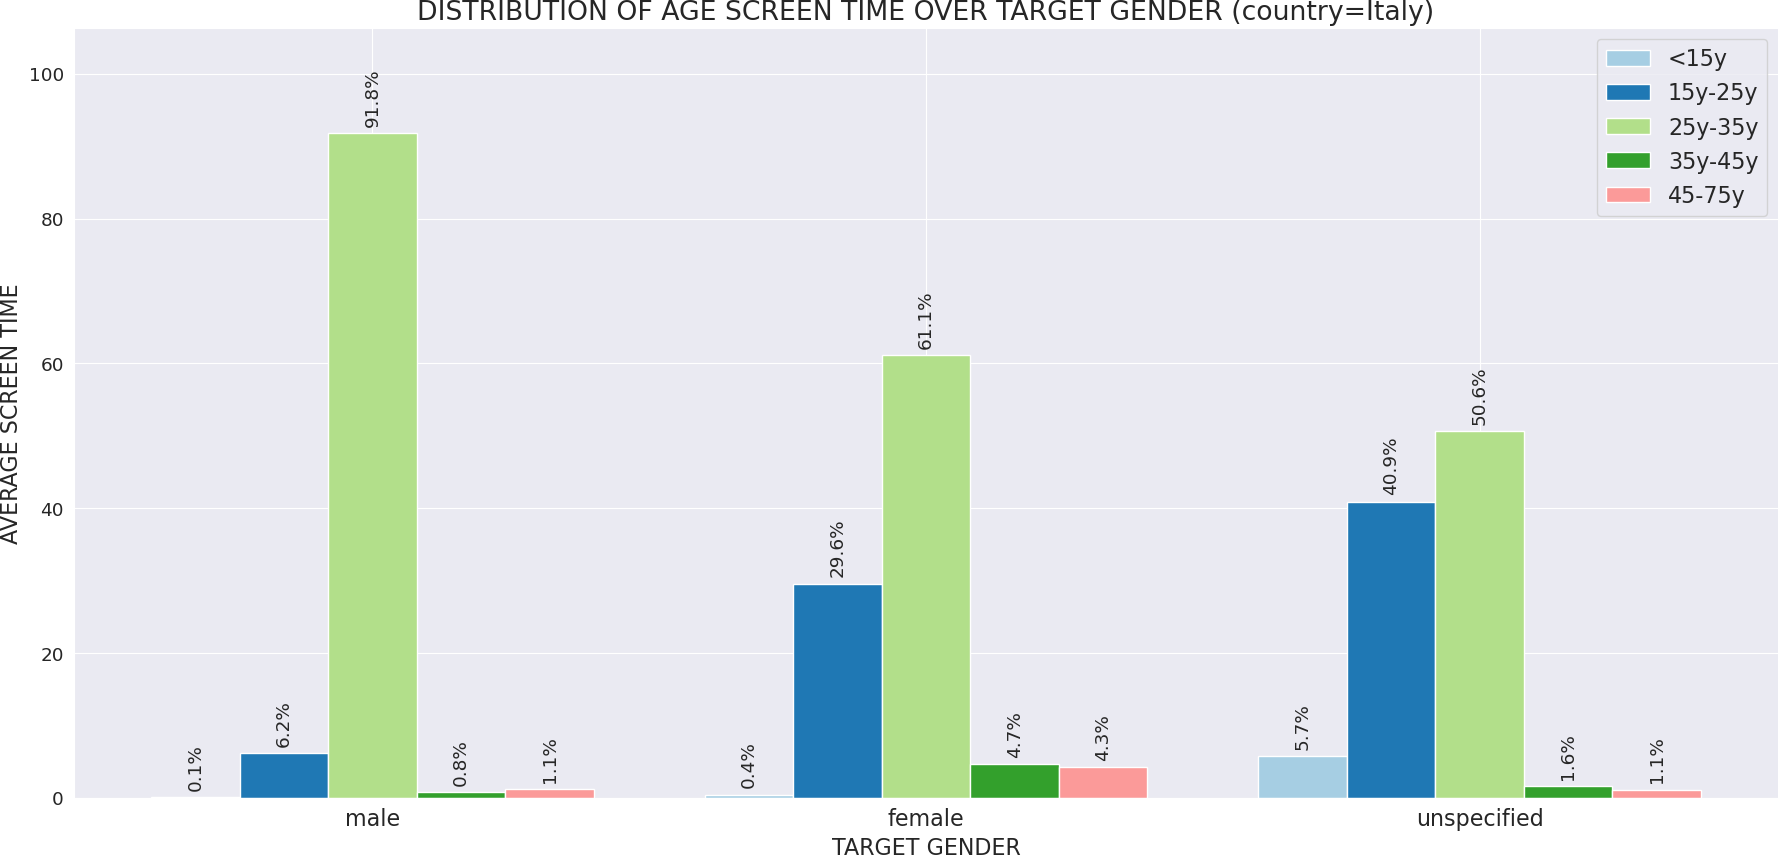 DISTRIBUTION OF AGE SCREEN TIME OVER TARGET GENDER (country=Italy)
<15y
15y-25y
25y-35y
35y-45y
45-75y
AVERAGE SCREEN TIME
100
80
60
40
20
0
0.1%
6.2%
91.8%
0.8%
1.1%
0.4%
29.6%
61.1%
4.7%
4.3%
5.7%
40.9%
50.6%
1.6%
1.1%
male
female
unspecified
TARGET GENDER